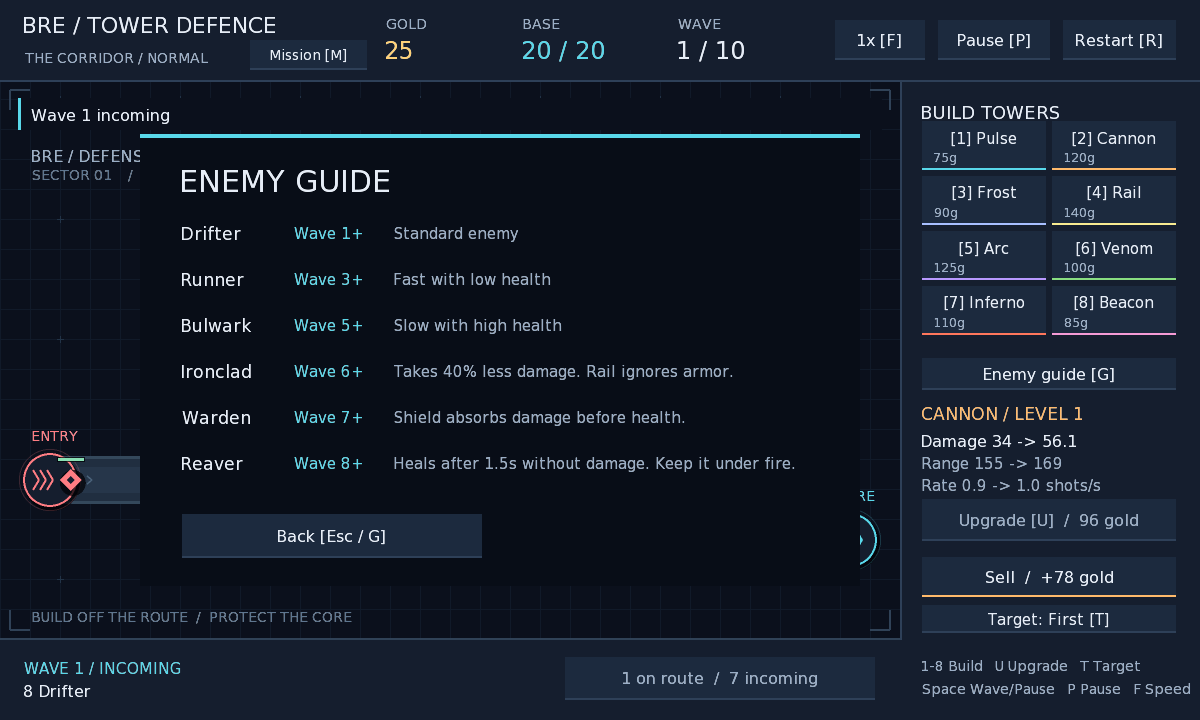 BRE / TOWER DEFENCE
THE CORRIDOR / NORMAL
Mission [M]
GOLD
25
BASE
20 / 20
WAVE
1 / 10
1x [F]
Pause [P]
Restart [R]
Wave 1 incoming
BRE / DEFENS
SECTOR 01 /
ENEMY GUIDE
Drifter Wave 1+ Standard enemy
Runner Wave 3+ Fast with low health
Bulwark Wave 5+ Slow with high health
Ironclad Wave 6+ Takes 40% less damage. Rail ignores armor.
Warden Wave 7+ Shield absorbs damage before health.
Reaver Wave 8+ Heals after 1.5s without damage. Keep it under fire.
Back [Esc / G]
ENTRY
RE
BUILD OFF THE ROUTE / PROTECT THE CORE
BUILD TOWERS
[1] Pulse
75g
[2] Cannon
120g
[3] Frost
90g
[4] Rail
140g
[5] Arc
125g
[6] Venom
100g
[7] Inferno
110g
[8] Beacon
85g
Enemy guide [G]
CANNON / LEVEL 1
Damage 34 -> 56.1
Range 155 -> 169
Rate 0.9 -> 1.0 shots/s
Upgrade [U] / 96 gold
Sell / +78 gold
Target: First [T]
WAVE 1 / INCOMING
8 Drifter
1 on route / 7 incoming
1-8 Build U Upgrade T Target
Space Wave/Pause P Pause F Speed